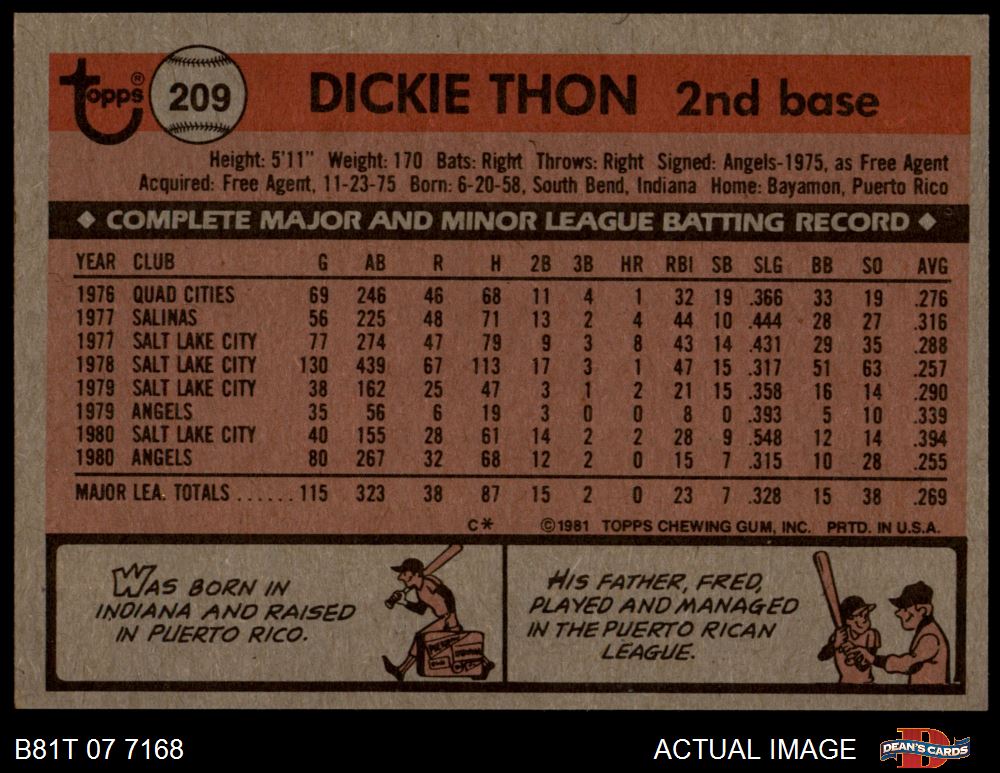 Topps® 209 DICKIE THON 2nd base
Height: 5'11" Weight: 170 Bats: Right Throws: Right Signed: Angels-1975, as Free Agent
Acquired: Free Agent, 11-23-75 Born: 6-20-58, South Bend, Indiana Home: Bayamon, Puerto Rico
◆ COMPLETE MAJOR AND MINOR LEAGUE BATTING RECORD ◆
YEAR CLUB G AB R H 2B 3B HR RBI SB SLG BB SO AVG
1976 QUAD CITIES 69 246 46 68 11 4 1 32 19 .366 33 19 .276
1977 SALINAS 56 225 48 71 13 2 4 44 10 .444 28 27 .316
1977 SALT LAKE CITY 77 274 47 79 9 3 8 43 14 .431 29 35 .288
1978 SALT LAKE CITY 130 439 67 113 17 3 1 47 15 .317 51 63 .257
1979 SALT LAKE CITY 38 162 25 47 3 1 2 21 15 .358 16 14 .290
1979 ANGELS 35 56 6 19 3 0 0 8 0 .393 5 10 .339
1980 SALT LAKE CITY 40 155 28 61 14 2 2 28 9 .548 12 14 .394
1980 ANGELS 80 267 32 68 12 2 0 15 7 .315 10 28 .255
MAJOR LEA. TOTALS ...... 115 323 38 87 15 2 0 23 7 .328 15 38 .269
C* ©1981 TOPPS CHEWING GUM, INC. PRTD. IN U.S.A.
WAS BORN IN
INDIANA AND RAISED
IN PUERTO RICO.
HIS FATHER, FRED,
PLAYED AND MANAGED
IN THE PUERTO RICAN
LEAGUE.
B81T 07 7168 ACTUAL IMAGE DEAN'S CARDS